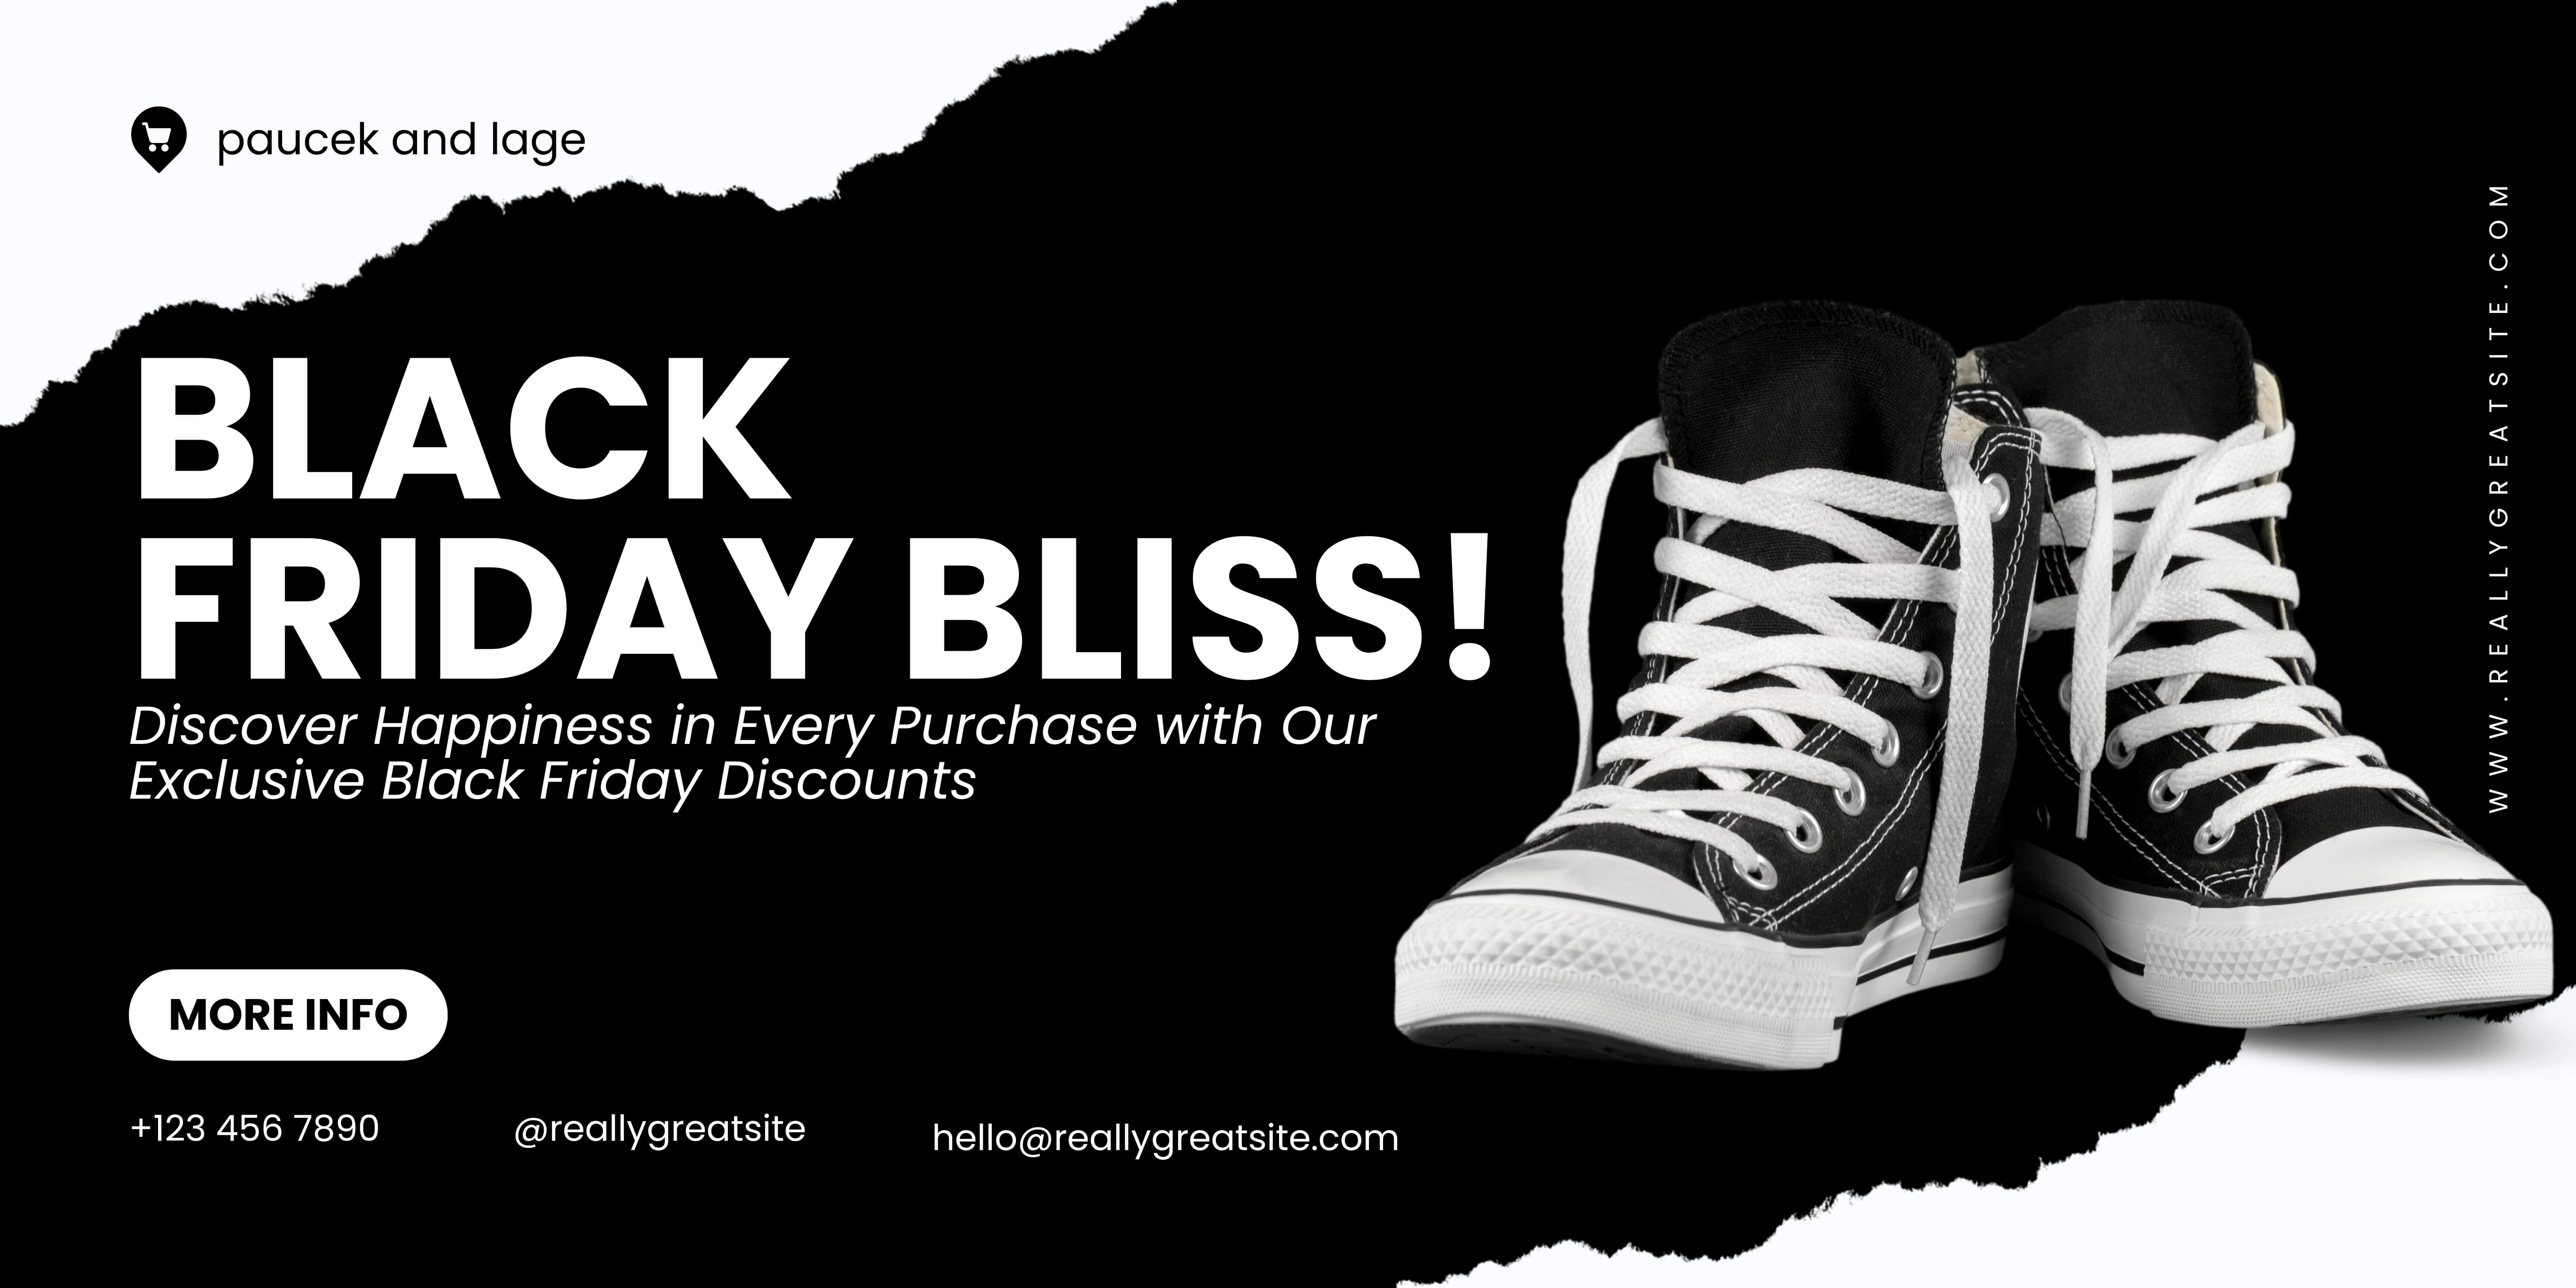 paucek and lage
BLACK
FRIDAY BLISS!
Discover Happiness in Every Purchase with Our
Exclusive Black Friday Discounts
MORE INFO
+123 456 7890
@reallygreatsite
hello@reallygreatsite.com
WWW.REALLYGREATSITE.COM